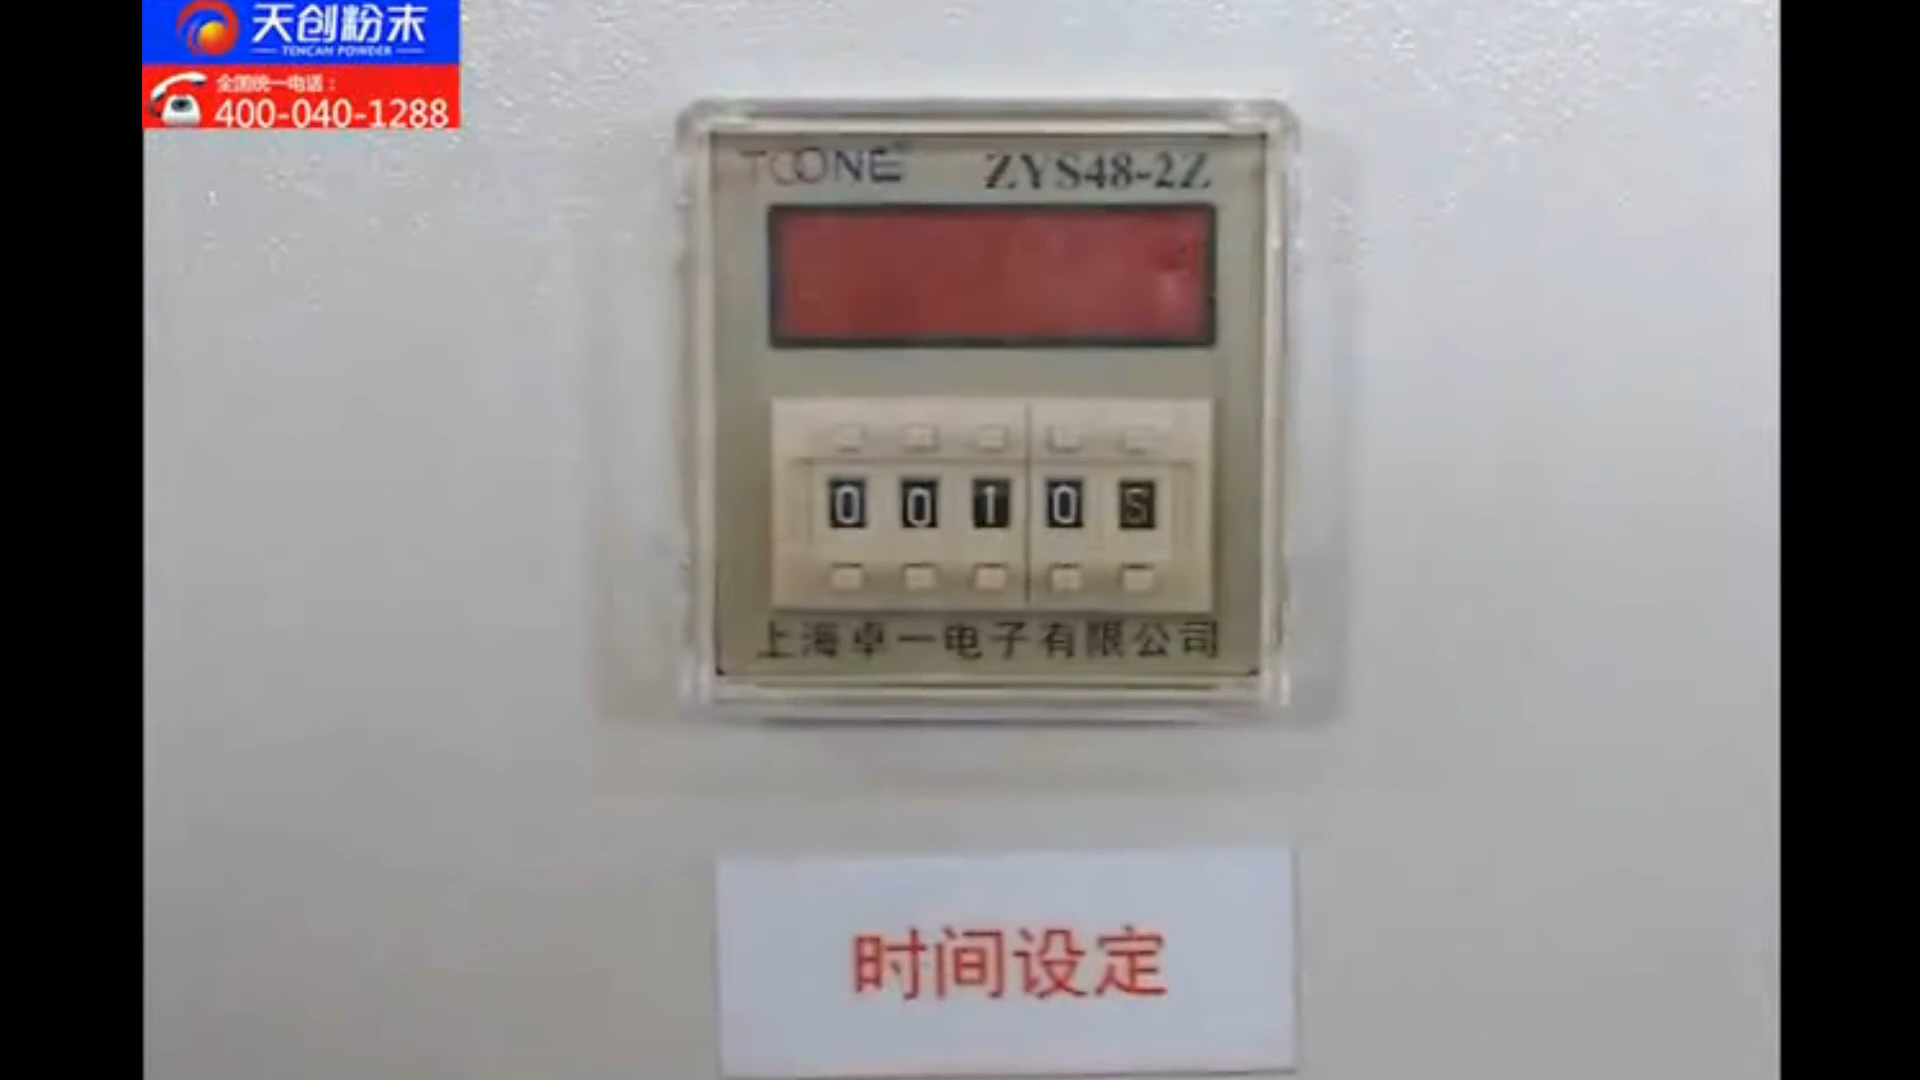 天创粉末
TENCAN POWDER
全国统一电话：
400-040-1288
TOONE ZYS48-2Z
0 0 1 0 S
上海卓一电子有限公司
时间设定